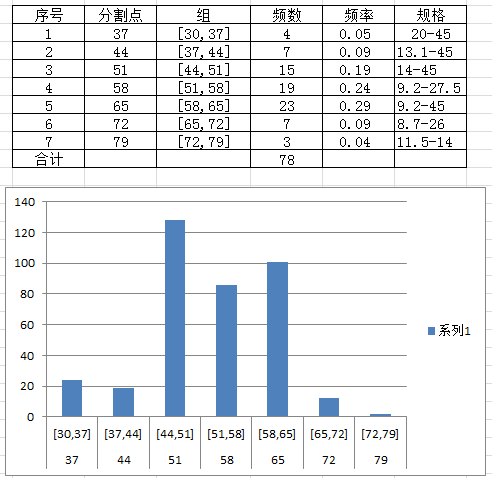 序号 分割点 组 频数 频率 规格
1 37 [30,37] 4 0.05 20-45
2 44 [37,44] 7 0.09 13.1-45
3 51 [44,51] 15 0.19 14-45
4 58 [51,58] 19 0.24 9.2-27.5
5 65 [58,65] 23 0.29 9.2-45
6 72 [65,72] 7 0.09 8.7-26
7 79 [72,79] 3 0.04 11.5-14
合计 78
140
120
100
80
60
40
20
0
系列1
[30,37] [37,44] [44,51] [51,58] [58,65] [65,72] [72,79]
37 44 51 58 65 72 79